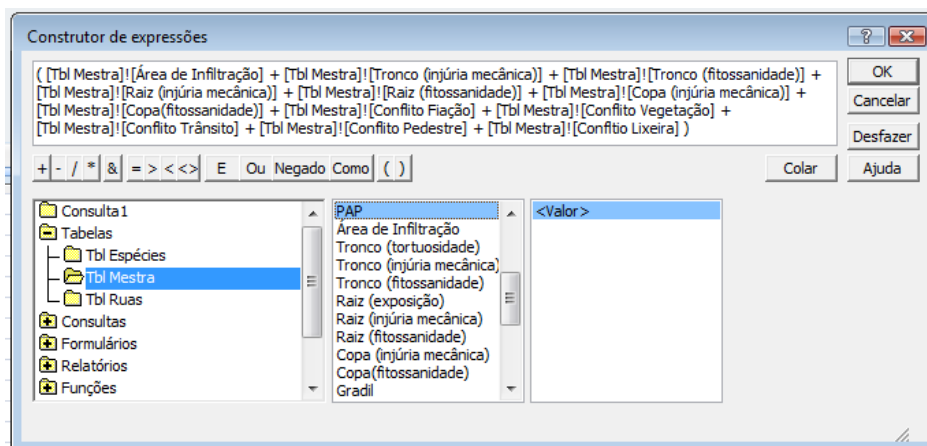 Construtor de expressões
( [Tbl Mestra]![Área de Infiltração] + [Tbl Mestra]![Tronco (injúria mecânica)] + [Tbl Mestra]![Tronco (fitossanidade)] +
[Tbl Mestra]![Raiz (injúria mecânica)] + [Tbl Mestra]![Raiz (fitossanidade)] + [Tbl Mestra]![Copa (injúria mecânica)] +
[Tbl Mestra]![Copa(fitossanidade)] + [Tbl Mestra]![Conflito Fiação] + [Tbl Mestra]![Conflito Vegetação] +
[Tbl Mestra]![Conflito Trânsito] + [Tbl Mestra]![Conflito Pedestre] + [Tbl Mestra]![Confltio Lixeira] )
OK
Cancelar
Desfazer
Ajuda
+ - / * & = > < <> E Ou Negado Como ( ) Colar
Consulta1
Tabelas
Tbl Espécies
Tbl Mestra
Tbl Ruas
Consultas
Formulários
Relatórios
Funções
PAP
Área de Infiltração
Tronco (tortuosidade)
Tronco (injúria mecânica)
Tronco (fitossanidade)
Raiz (exposição)
Raiz (injúria mecânica)
Raiz (fitossanidade)
Copa (injúria mecânica)
Copa(fitossanidade)
Gradil
<Valor>